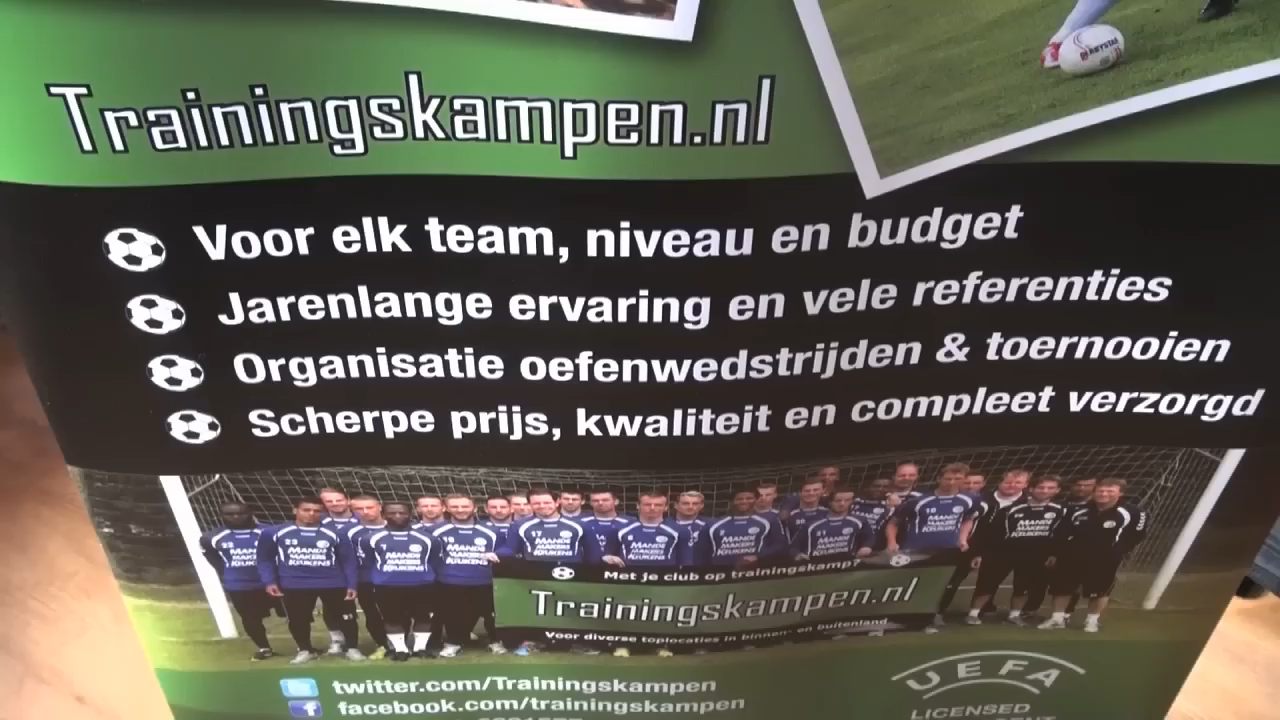 RHYSTAR
Trainingskampen.nl
Voor elk team, niveau en budget
Jarenlange ervaring en vele referenties
Organisatie oefenwedstrijden & toernooien
Scherpe prijs, kwaliteit en compleet verzorgd
MANDEMAKERS KEUKENS
Met je club op trainingskamp?
Trainingskampen.nl
Voor diverse toplocaties in binnen- en buitenland
twitter.com/Trainingskampen
facebook.com/trainingskampen
UEFA
LICENSED